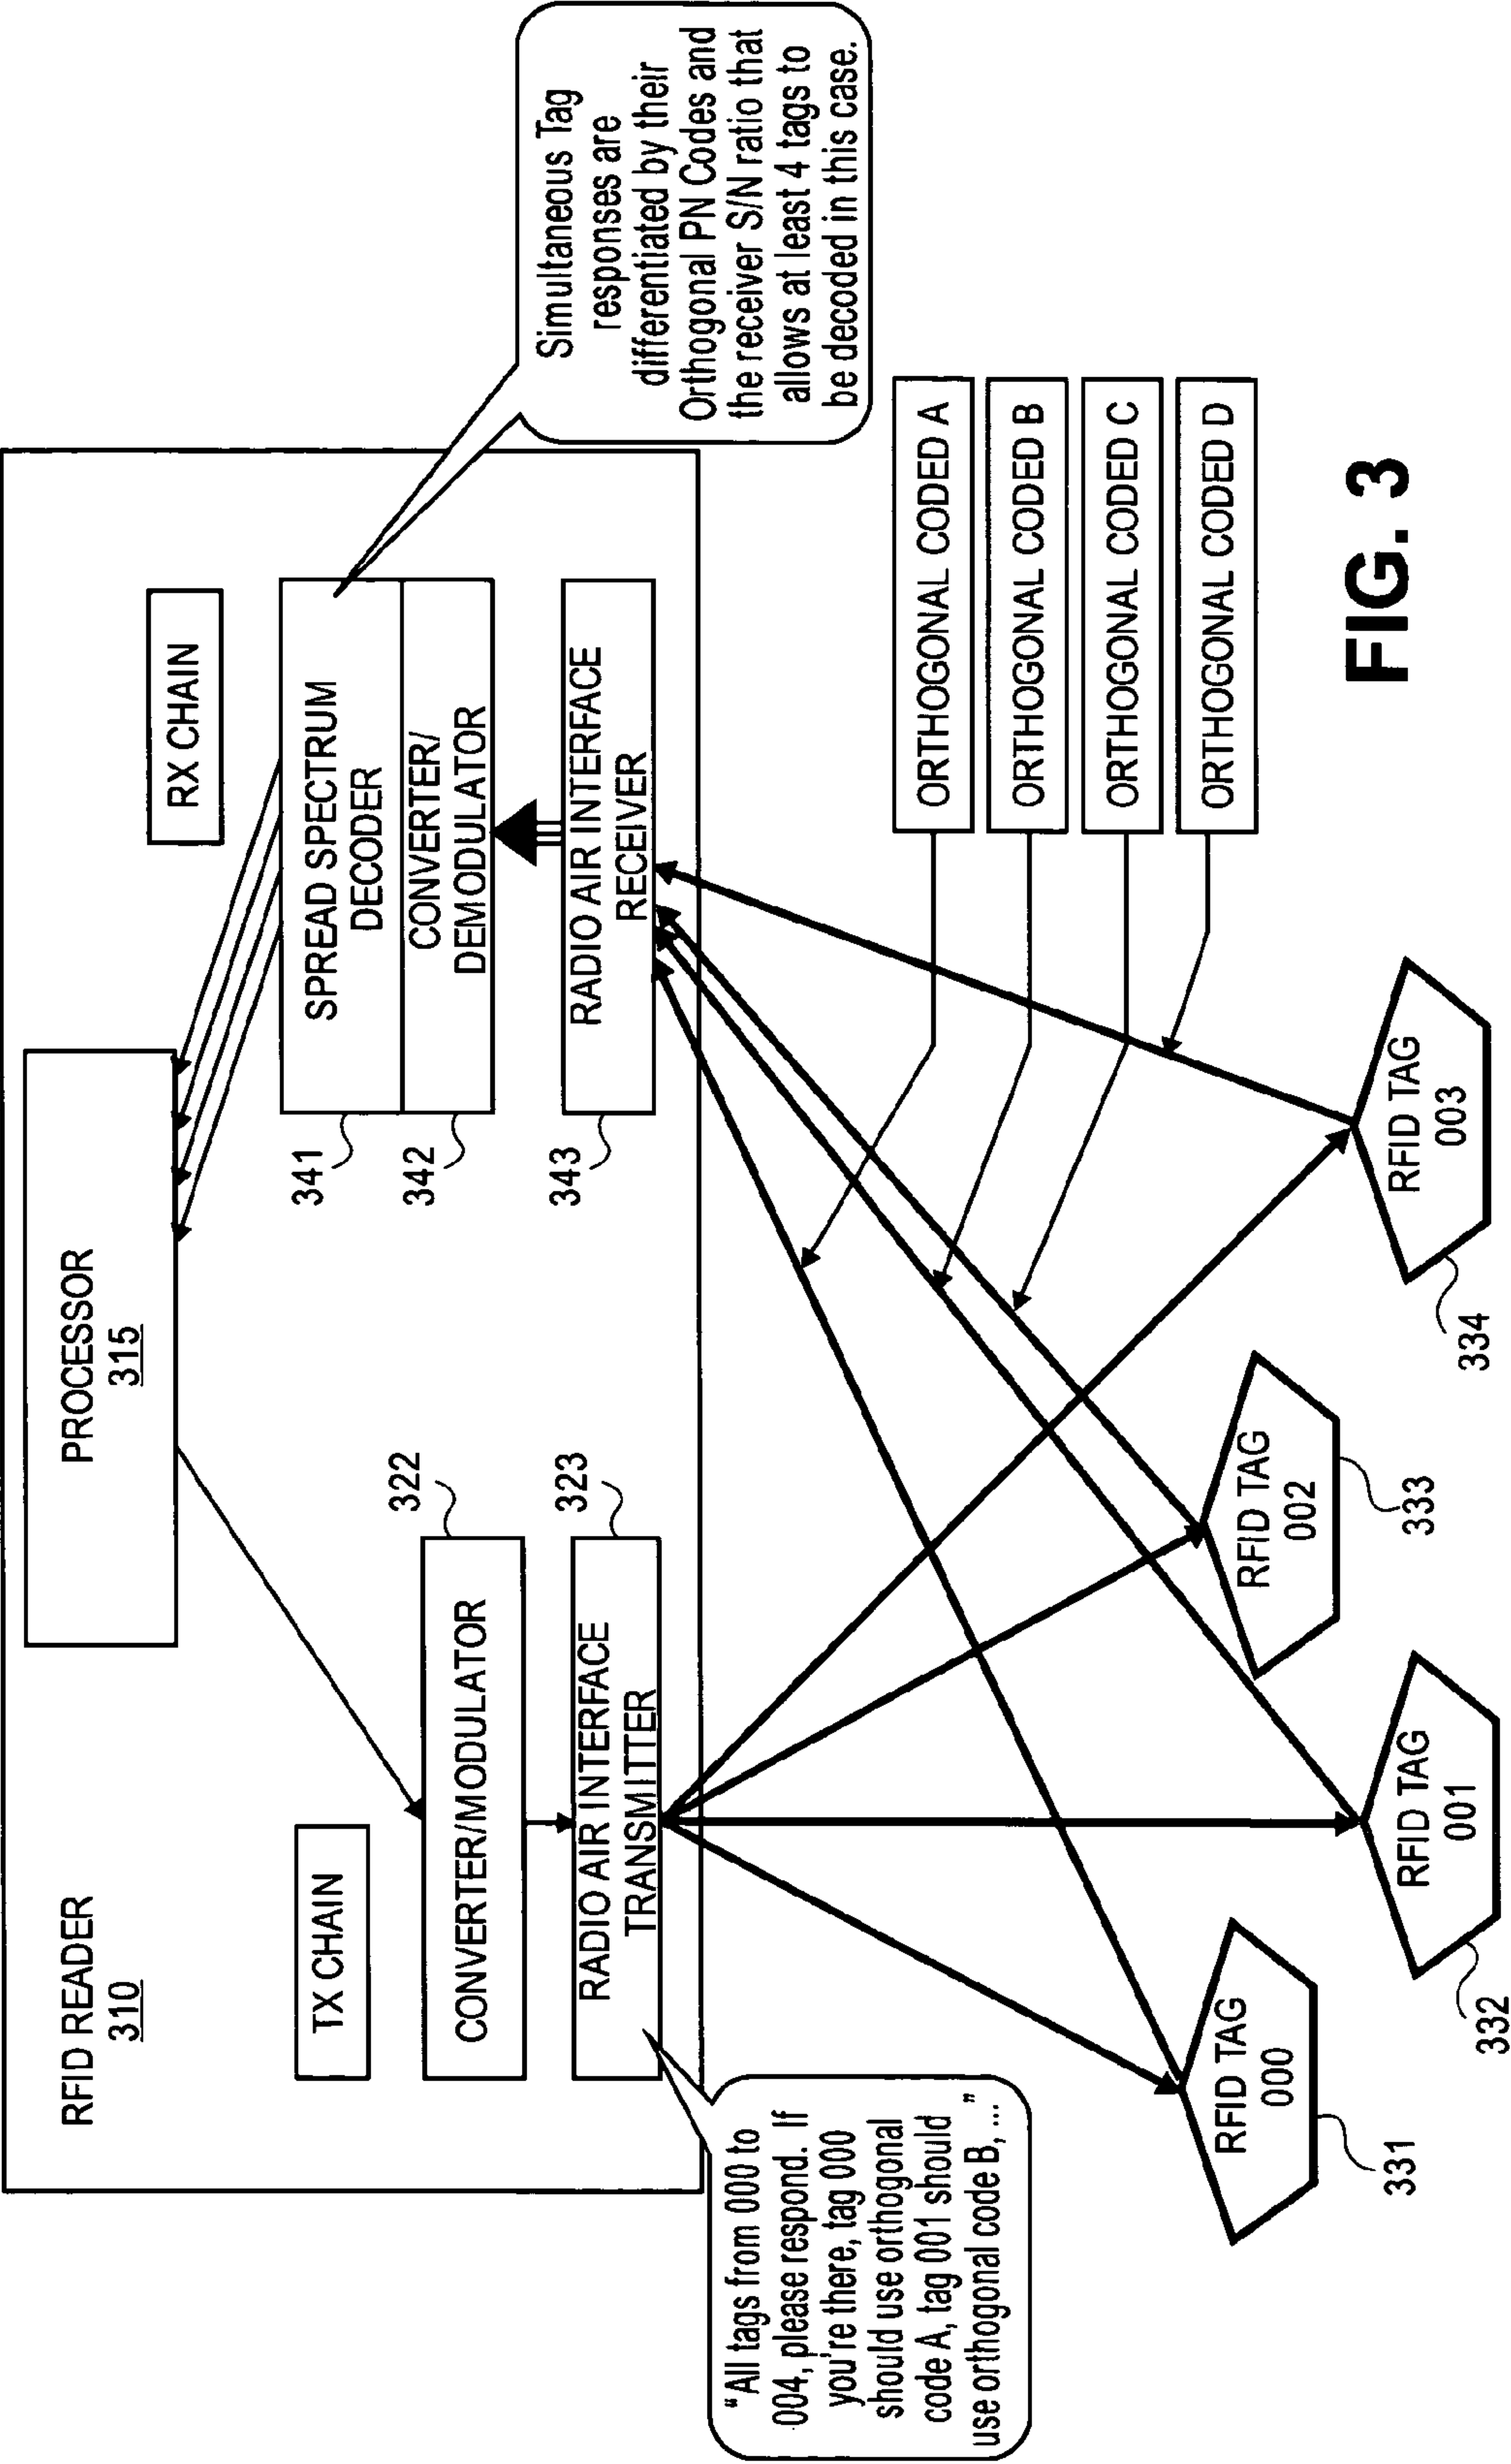 RFID READER
310
PROCESSOR
315
TX CHAIN
RX CHAIN
322
CONVERTER/MODULATOR
323
RADIO AIR INTERFACE
TRANSMITTER
SPREAD SPECTRUM
DECODER
341
CONVERTER/
DEMODULATOR
342
RADIO AIR INTERFACE
RECEIVER
343
Simultaneous Tag
responses are
differentiated by their
Orthogonal PN Codes and
the receiver S/N ratio that
allows at least 4 tags to
be decoded in this case.
“All tags from 000 to
004, please respond. If
you're there, tag 000
should use orthogonal
code A, tag 001 should
use orthogonal code B, ...”
ORTHOGONAL CODED A
ORTHOGONAL CODED B
ORTHOGONAL CODED C
ORTHOGONAL CODED D
RFID TAG
000
331
RFID TAG
001
332
RFID TAG
002
333
RFID TAG
003
334
FIG. 3